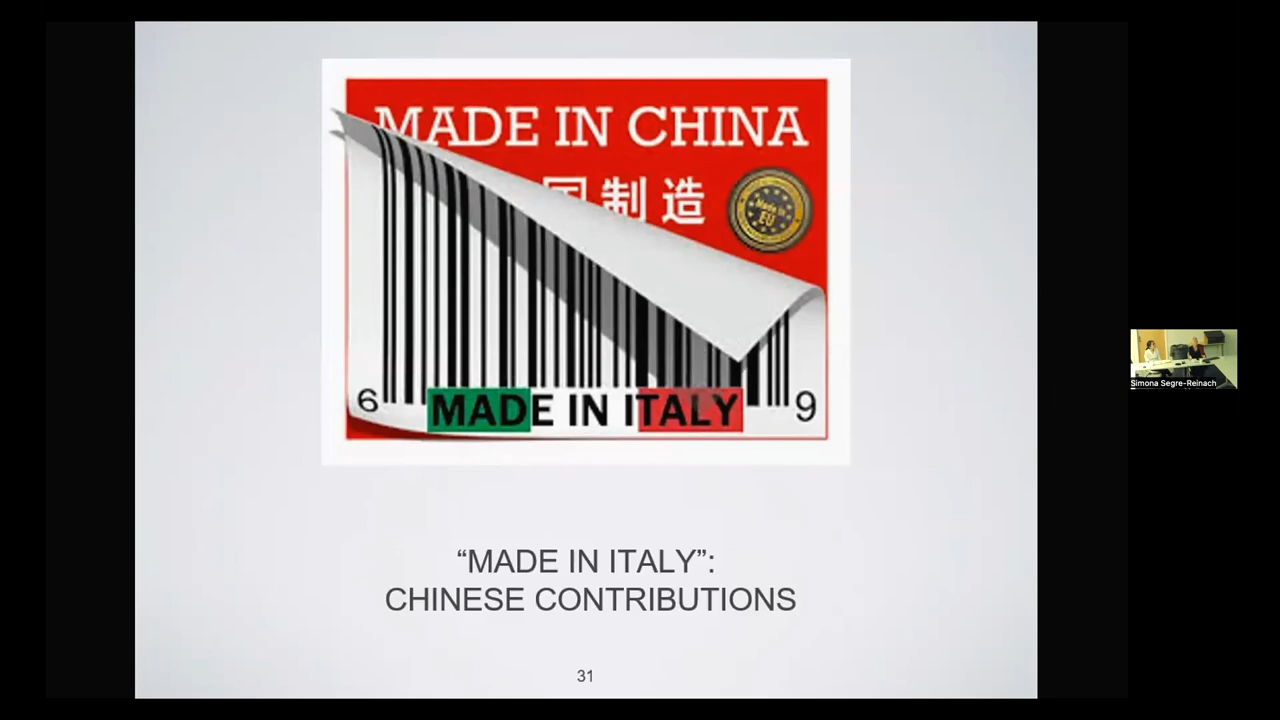 MADE IN CHINA
国制造
Made in
EU
6
MADE IN ITALY
9
“MADE IN ITALY”:
CHINESE CONTRIBUTIONS
31
Simona Segre-Reinach